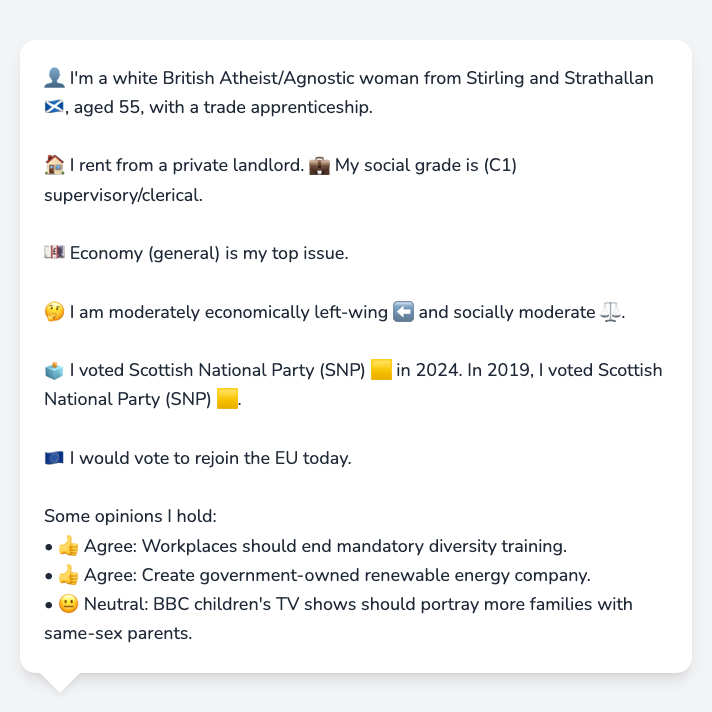 👤 I'm a white British Atheist/Agnostic woman from Stirling and Strathallan
🏴󠁧󠁢󠁳󠁣󠁴󠁿, aged 55, with a trade apprenticeship.
🏠 I rent from a private landlord. 💼 My social grade is (C1)
supervisory/clerical.
💷 Economy (general) is my top issue.
🤔 I am moderately economically left-wing ⬅️ and socially moderate ⚖️.
🗳️ I voted Scottish National Party (SNP) 🟨 in 2024. In 2019, I voted Scottish
National Party (SNP) 🟨.
🇪🇺 I would vote to rejoin the EU today.
Some opinions I hold:
• 👍 Agree: Workplaces should end mandatory diversity training.
• 👍 Agree: Create government-owned renewable energy company.
• 😐 Neutral: BBC children's TV shows should portray more families with
same-sex parents.